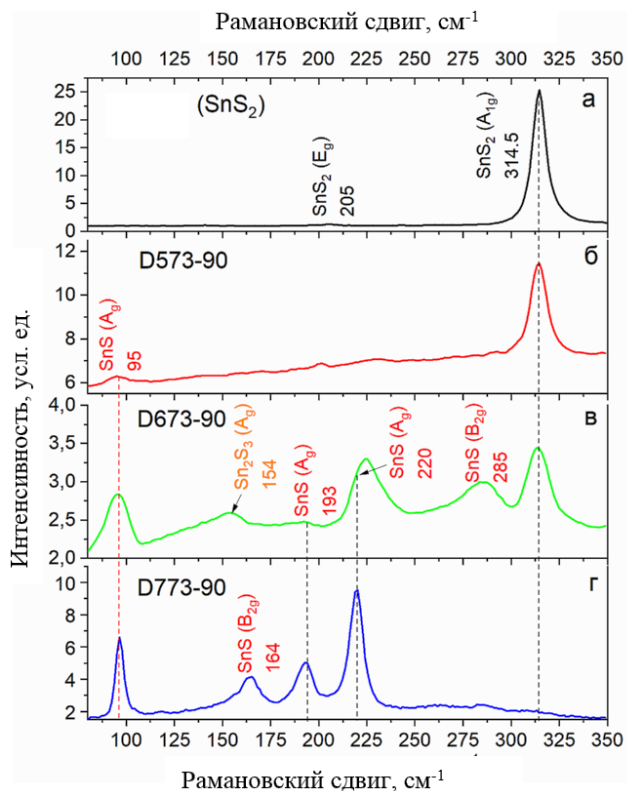 Рамановский сдвиг, см-1
100 125 150 175 200 225 250 275 300 325 350
25
20
15
10
5
0
(SnS2)
SnS2 (Eg)
205
SnS2 (A1g)
314.5
а
12
10
8
6
D573-90
SnS (Ag)
95
б
4,0
3,5
3,0
2,5
2,0
D673-90
Sn2S3 (Ag)
154
SnS (Ag)
193
SnS (Ag)
220
SnS (B2g)
285
в
10
8
6
4
2
D773-90
SnS (B2g)
164
г
100 125 150 175 200 225 250 275 300 325 350
Рамановский сдвиг, см-1
Интенсивность, усл. ед.